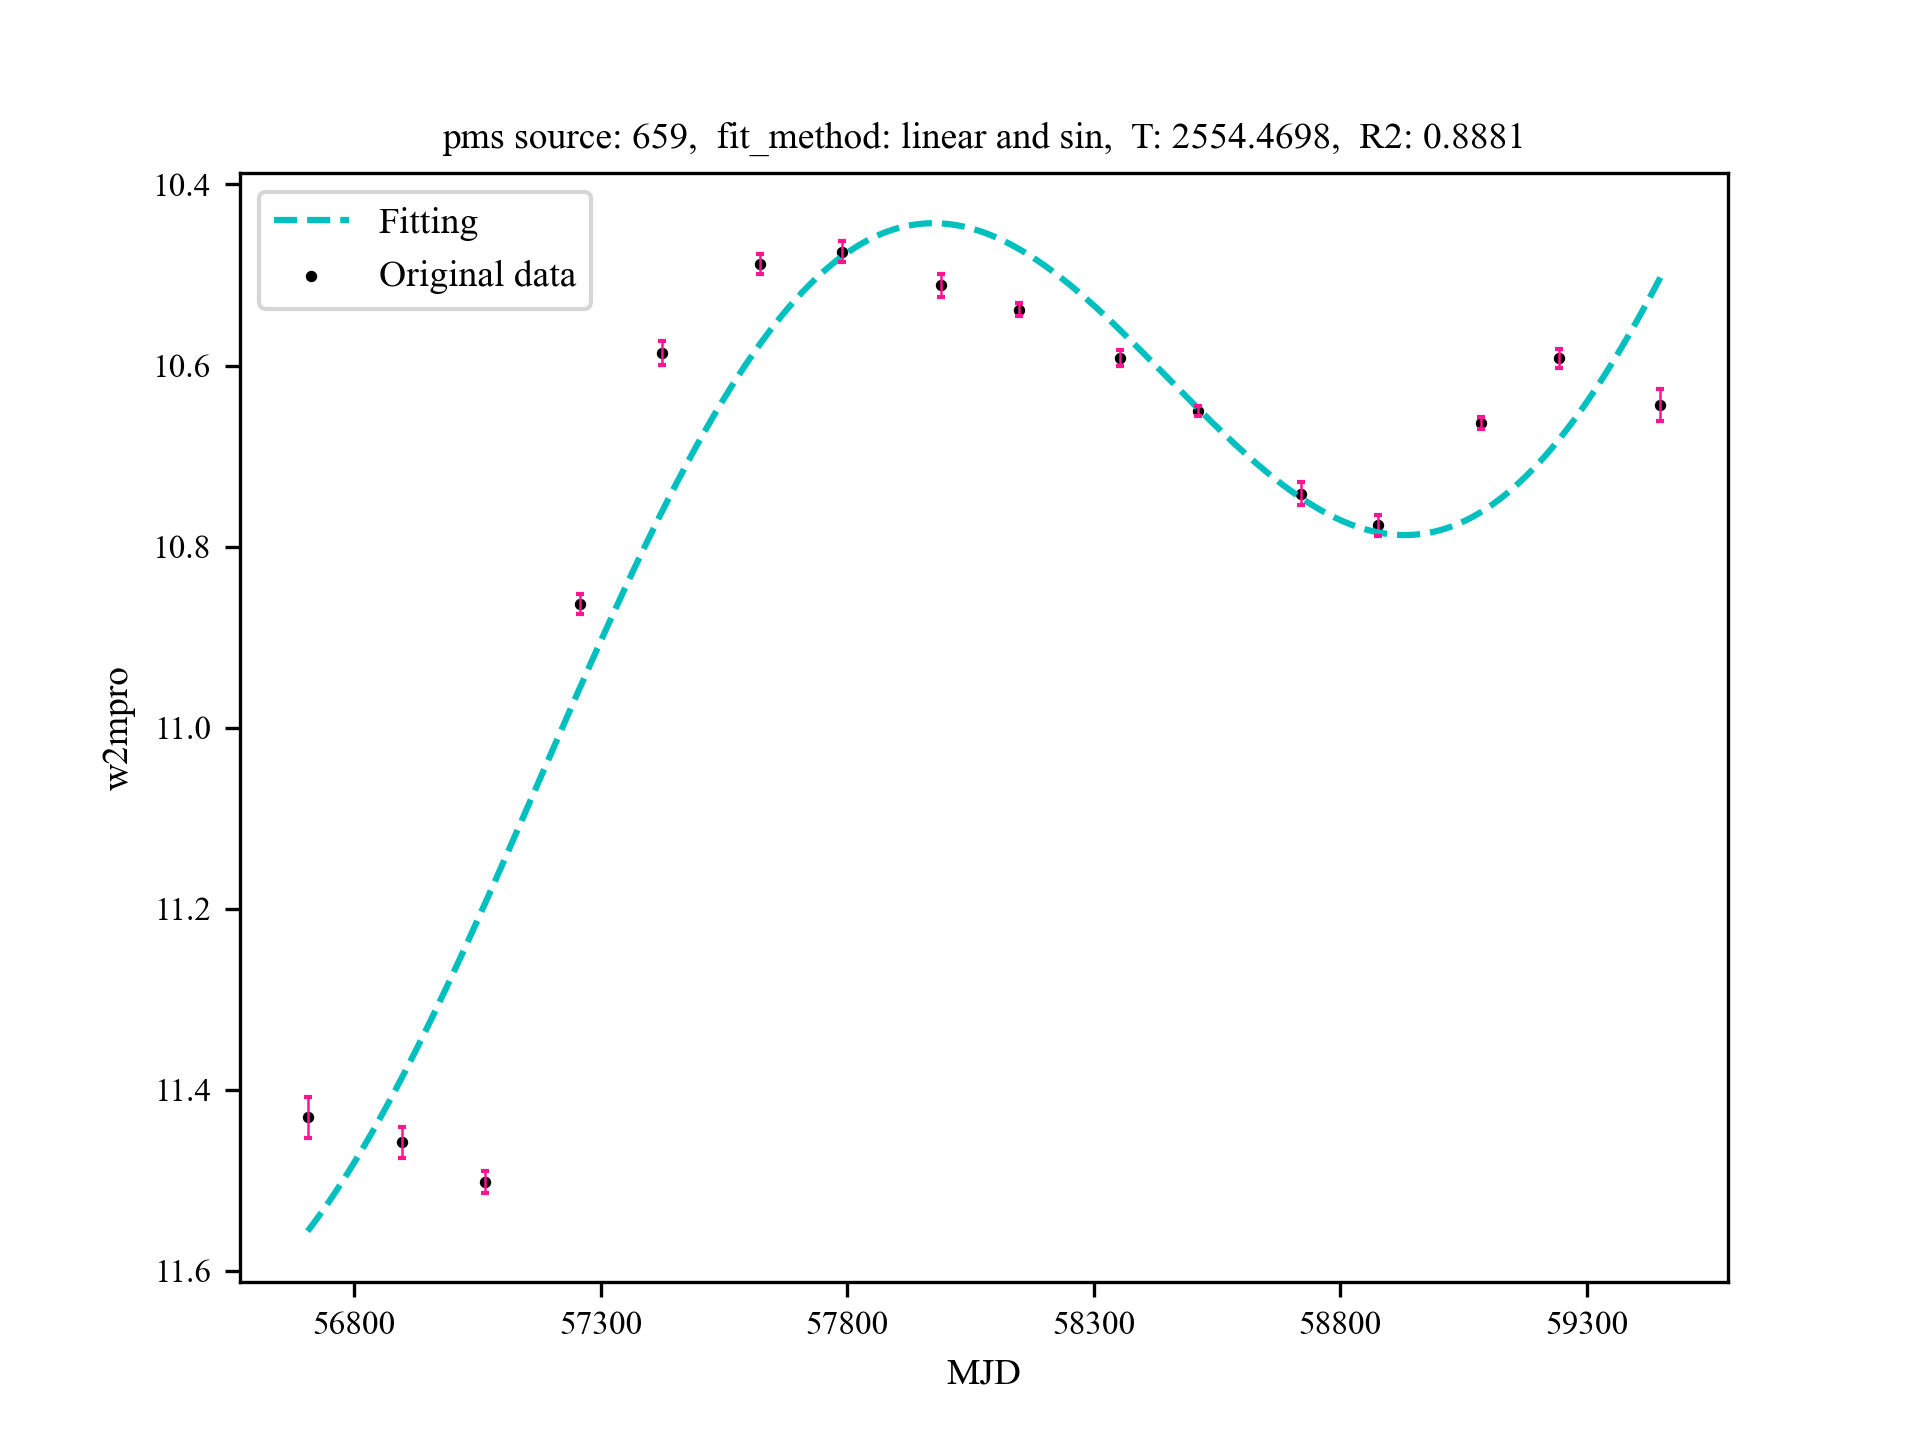 pms source: 659, fit_method: linear and sin, T: 2554.4698, R2: 0.8881
Fitting
Original data
10.4
10.6
10.8
11.0
11.2
11.4
11.6
w2mpro
56800 57300 57800 58300 58800 59300
MJD